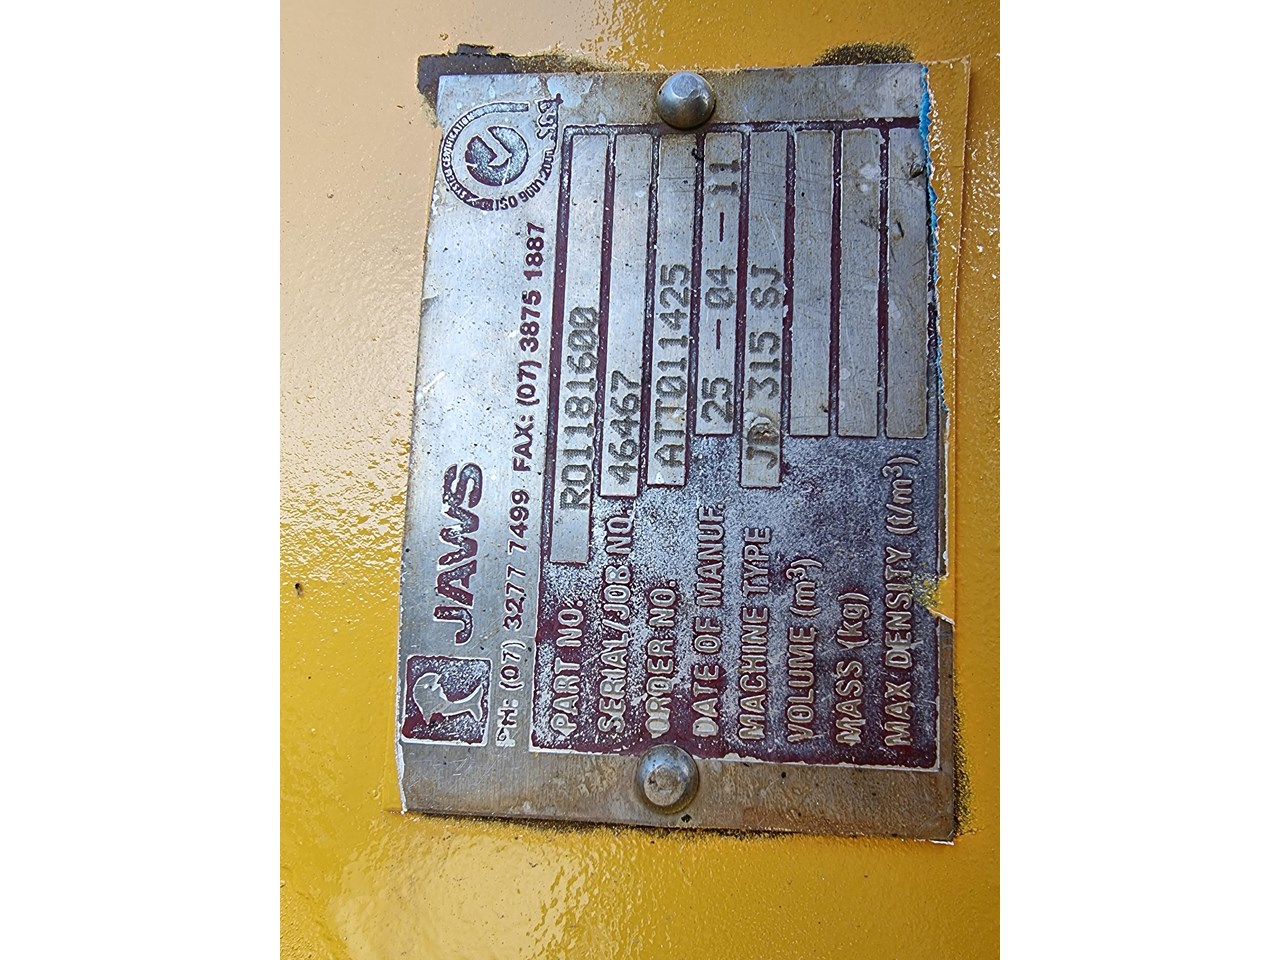 JAWS
PH: (07) 3277 7499 FAX: (07) 3875 1887
ISO 9001:2000
PART NO. RO1181600
SERIAL/JOB NO. 46467
ORDER NO. ATJ011425
DATE OF MANUF. 25-04-11
MACHINE TYPE JD 315 SJ
VOLUME (m³)
MASS (kg)
MAX DENSITY (t/m³)